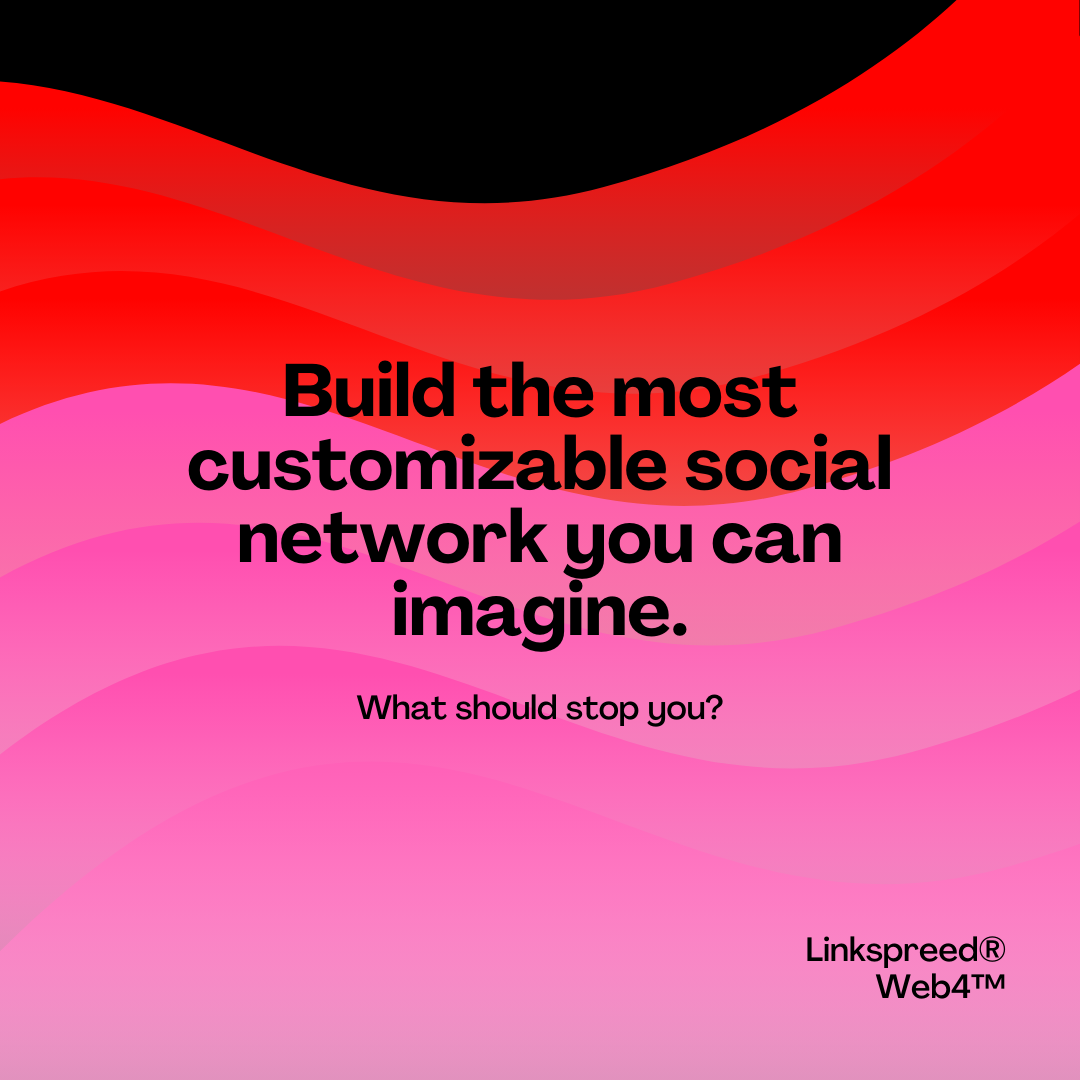 Build the most
customizable social
network you can
imagine.
What should stop you?
Linkspreed®
Web4™